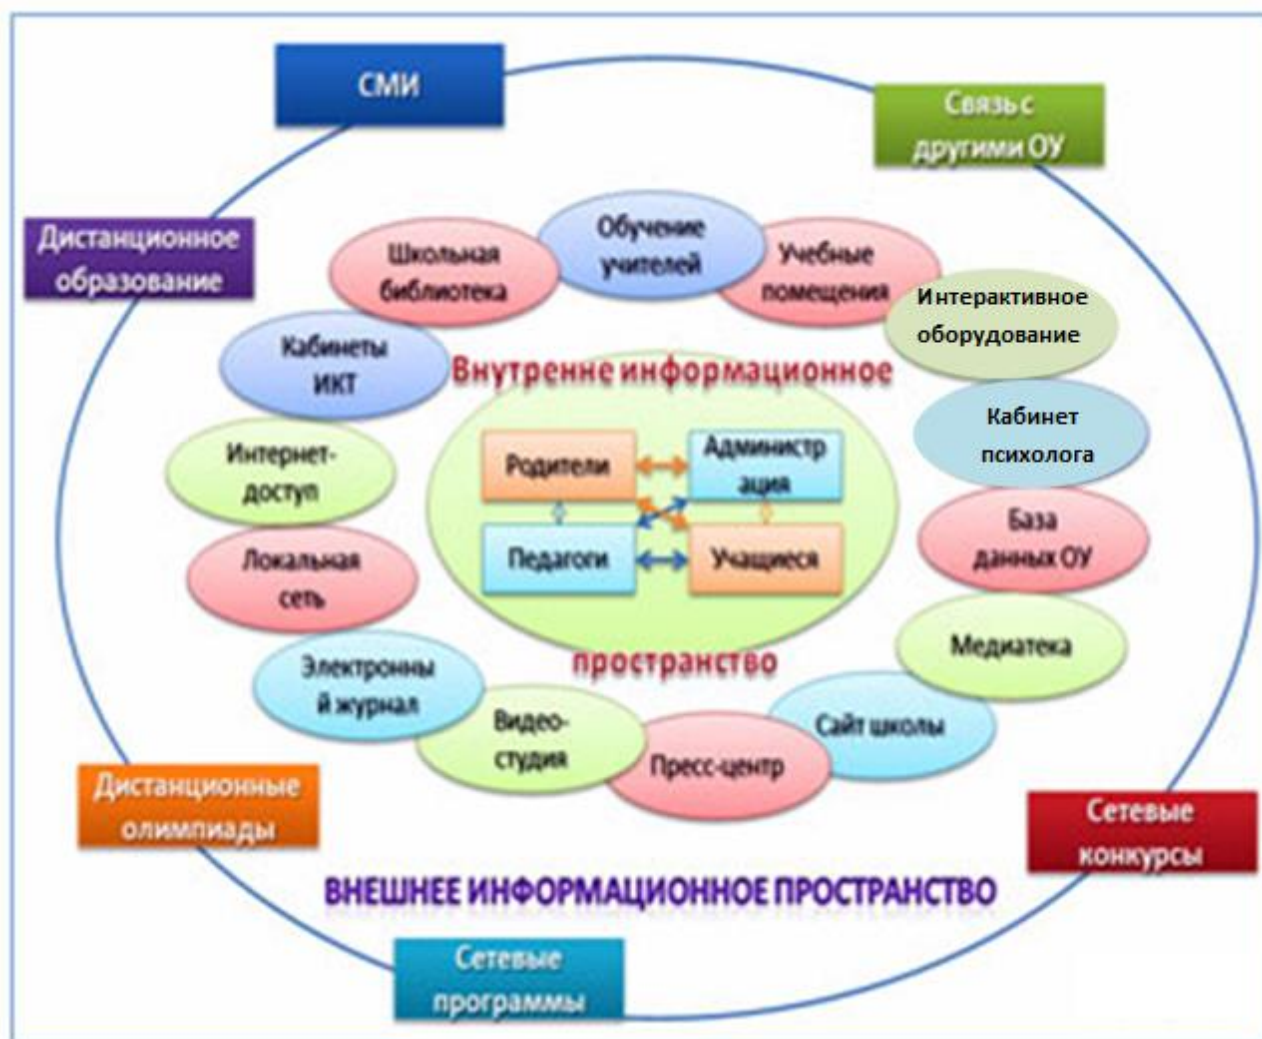 СМИ
Связь с
другими ОУ
Дистанционное
образование
Обучение
учителей
Школьная
библиотека
Учебные
помещения
Интерактивное
оборудование
Кабинеты
ИКТ
Внутренне информационное
Кабинет
психолога
Интернет-
доступ
Родители
Администр
ация
База
данных ОУ
Локальная
сеть
Педагоги
Учащиеся
Медиатека
пространство
Электронны
й журнал
Видео-
студия
Пресс-центр
Сайт школы
Дистанционные
олимпиады
Сетевые
конкурсы
ВНЕШНЕЕ ИНФОРМАЦИОННОЕ ПРОСТРАНСТВО
Сетевые
программы